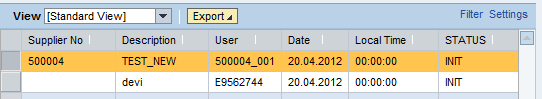 View [Standard View] Export Filter Settings
Supplier No Description User Date Local Time STATUS
500004 TEST_NEW 500004_001 20.04.2012 00:00:00 INIT
devi E9562744 20.04.2012 00:00:00 INIT